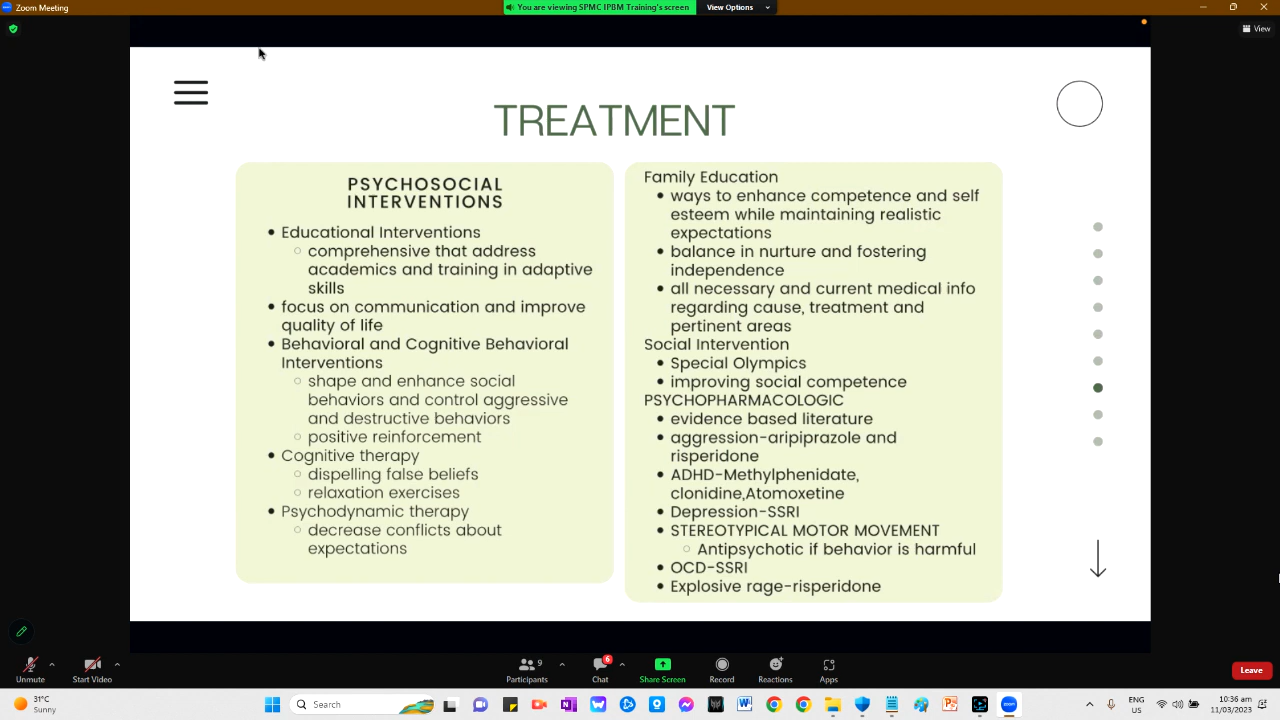 Zoom Meeting
You are viewing SPMC IPBM Training's screen
View Options
View
TREATMENT
PSYCHOSOCIAL
INTERVENTIONS
Educational Interventions
comprehensive that address
academics and training in adaptive
skills
focus on communication and improve
quality of life
Behavioral and Cognitive Behavioral
Interventions
shape and enhance social
behaviors and control aggressive
and destructive behaviors
positive reinforcement
Cognitive therapy
dispelling false beliefs
relaxation exercises
Psychodynamic therapy
decrease conflicts about
expectations
Family Education
ways to enhance competence and self
esteem while maintaining realistic
expectations
balance in nurture and fostering
independence
all necessary and current medical info
regarding cause, treatment and
pertinent areas
Social Intervention
Special Olympics
improving social competence
PSYCHOPHARMACOLOGIC
evidence based literature
aggression-aripiprazole and
risperidone
ADHD-Methylphenidate,
clonidine,Atomoxetine
Depression-SSRI
STEREOTYPICAL MOTOR MOVEMENT
Antipsychotic if behavior is harmful
OCD-SSRI
Explosive rage-risperidone
Unmute
Start Video
9
Participants
6
Chat
Share Screen
Record
Reactions
Apps
Leave
31°C
Sunny
Search
10:36 am
11/03/2023